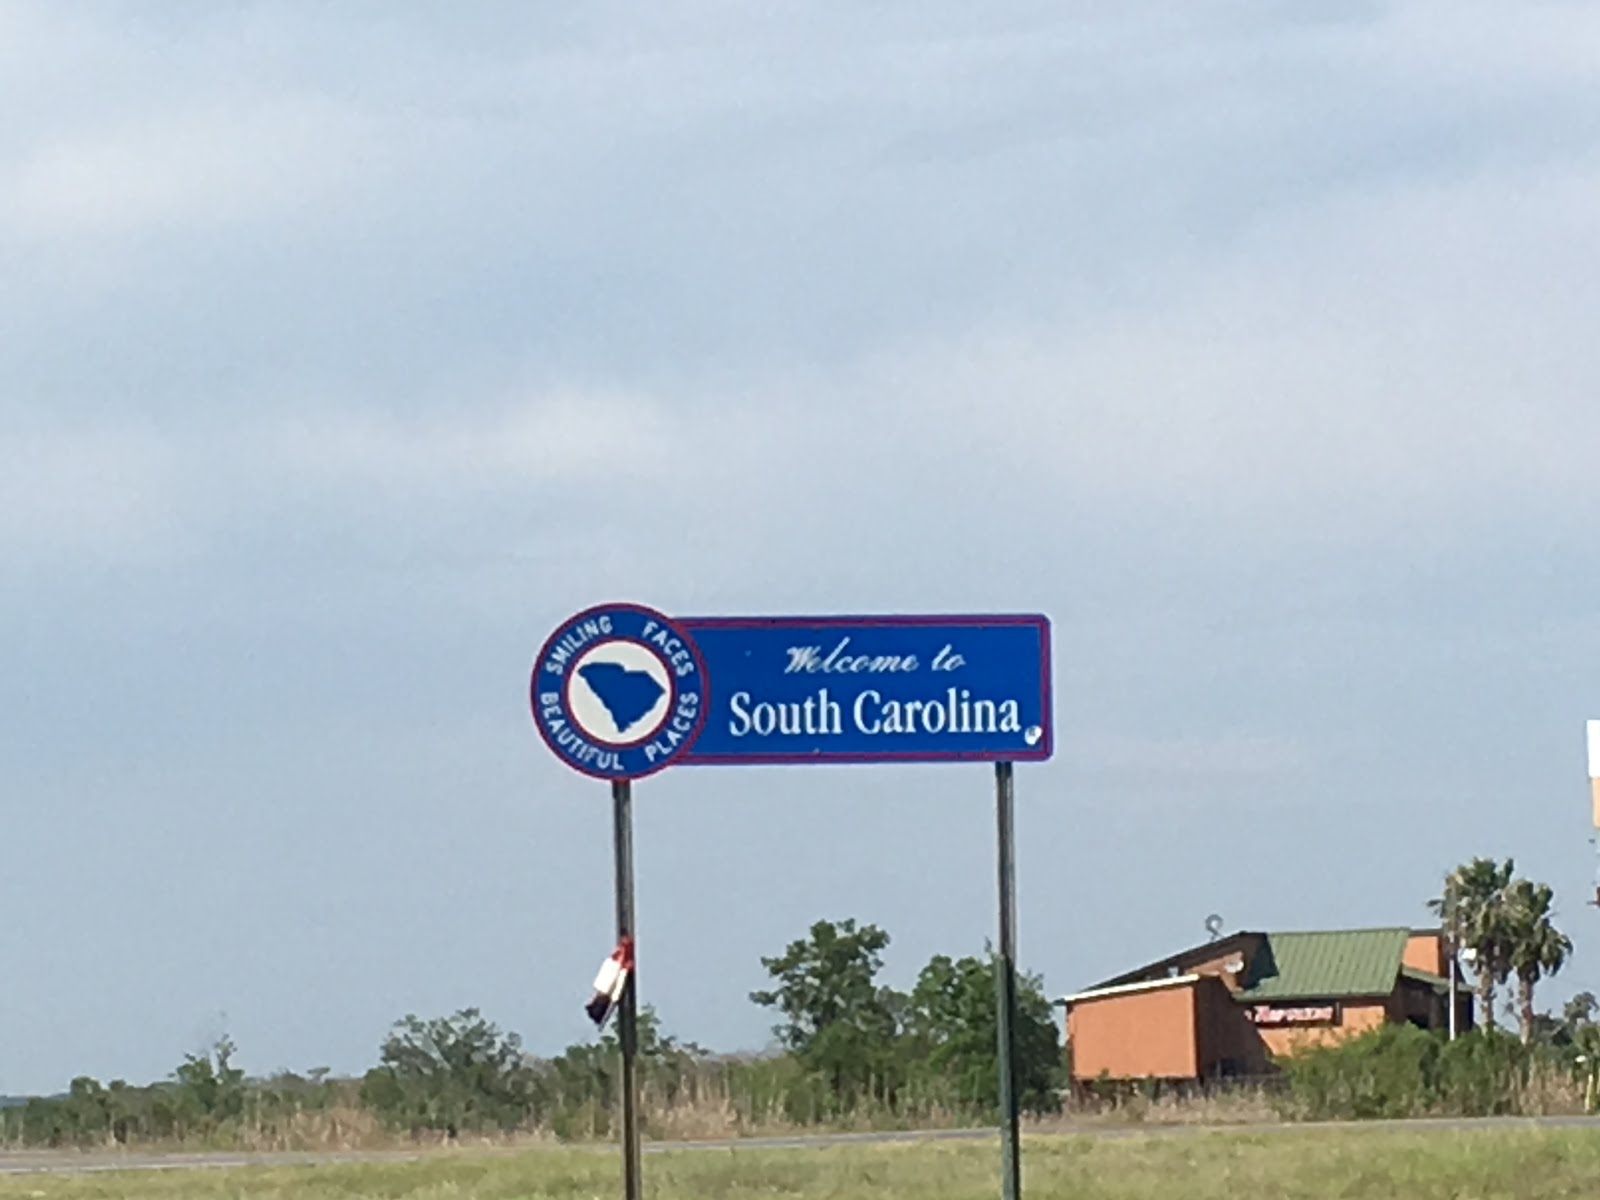 SMILING FACES
BEAUTIFUL PLACES
Welcome to
South Carolina